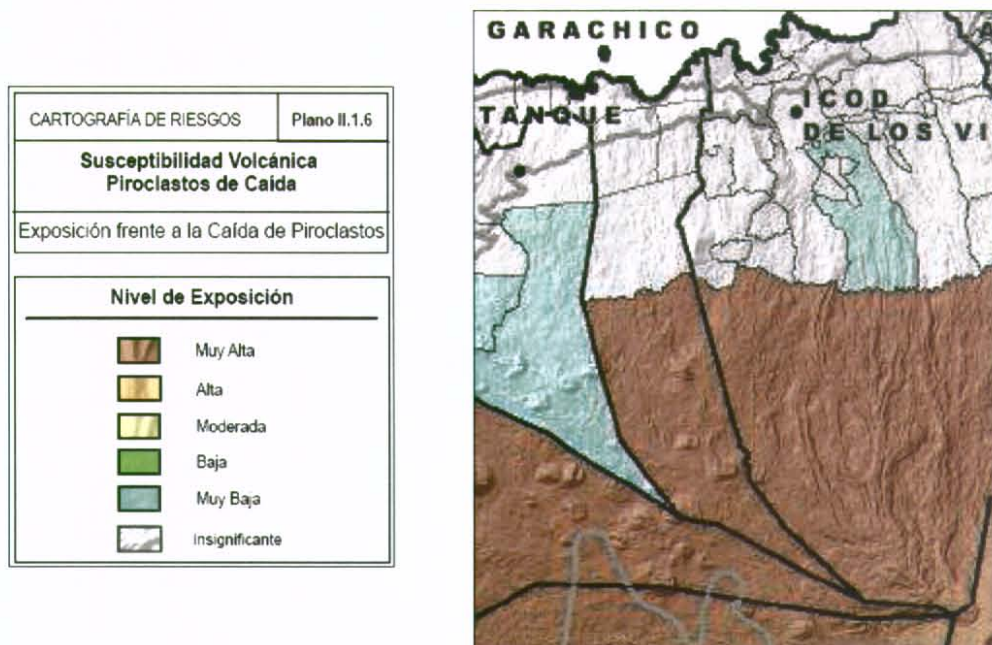 CARTOGRAFÍA DE RIESGOS
Plano II.1.6
Susceptibilidad Volcánica
Piroclastos de Caída
Exposición frente a la Caída de Piroclastos
Nivel de Exposición
Muy Alta
Alta
Moderada
Baja
Muy Baja
Insignificante
GARACHICO
A
TANQUE
ICOD
DE LOS VI